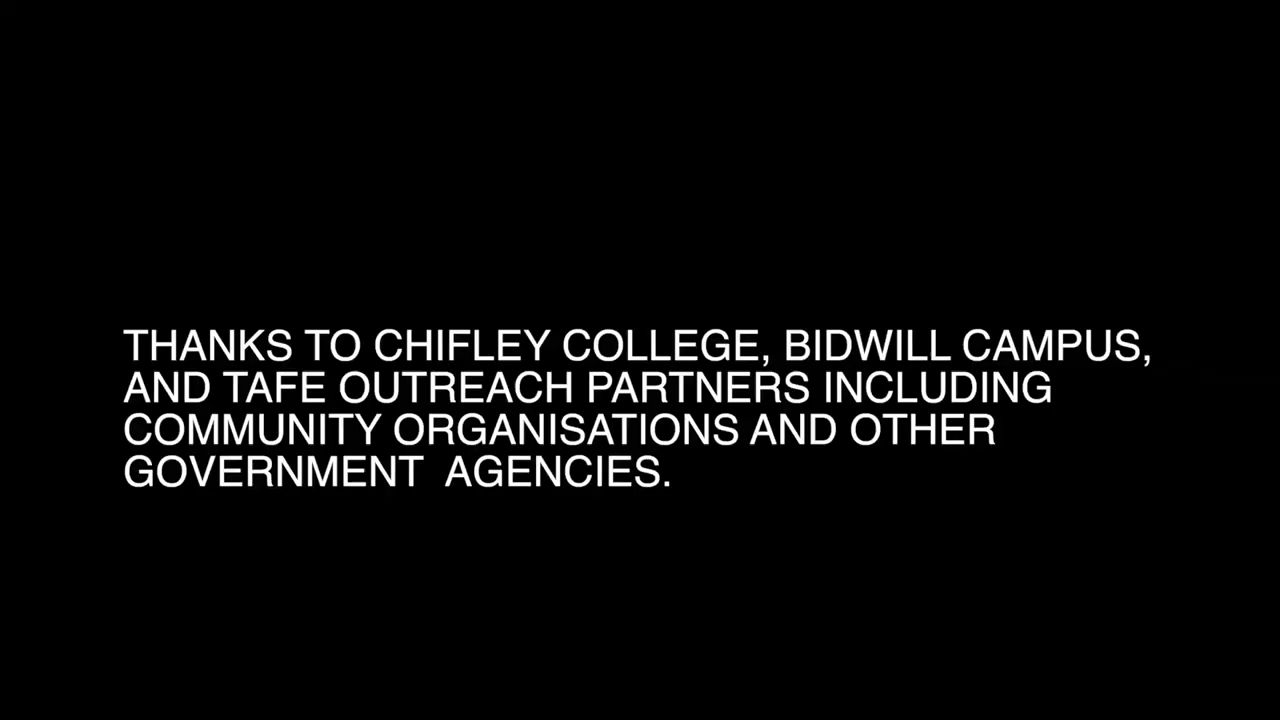 THANKS TO CHIFLEY COLLEGE, BIDWILL CAMPUS,
AND TAFE OUTREACH PARTNERS INCLUDING
COMMUNITY ORGANISATIONS AND OTHER
GOVERNMENT  AGENCIES.